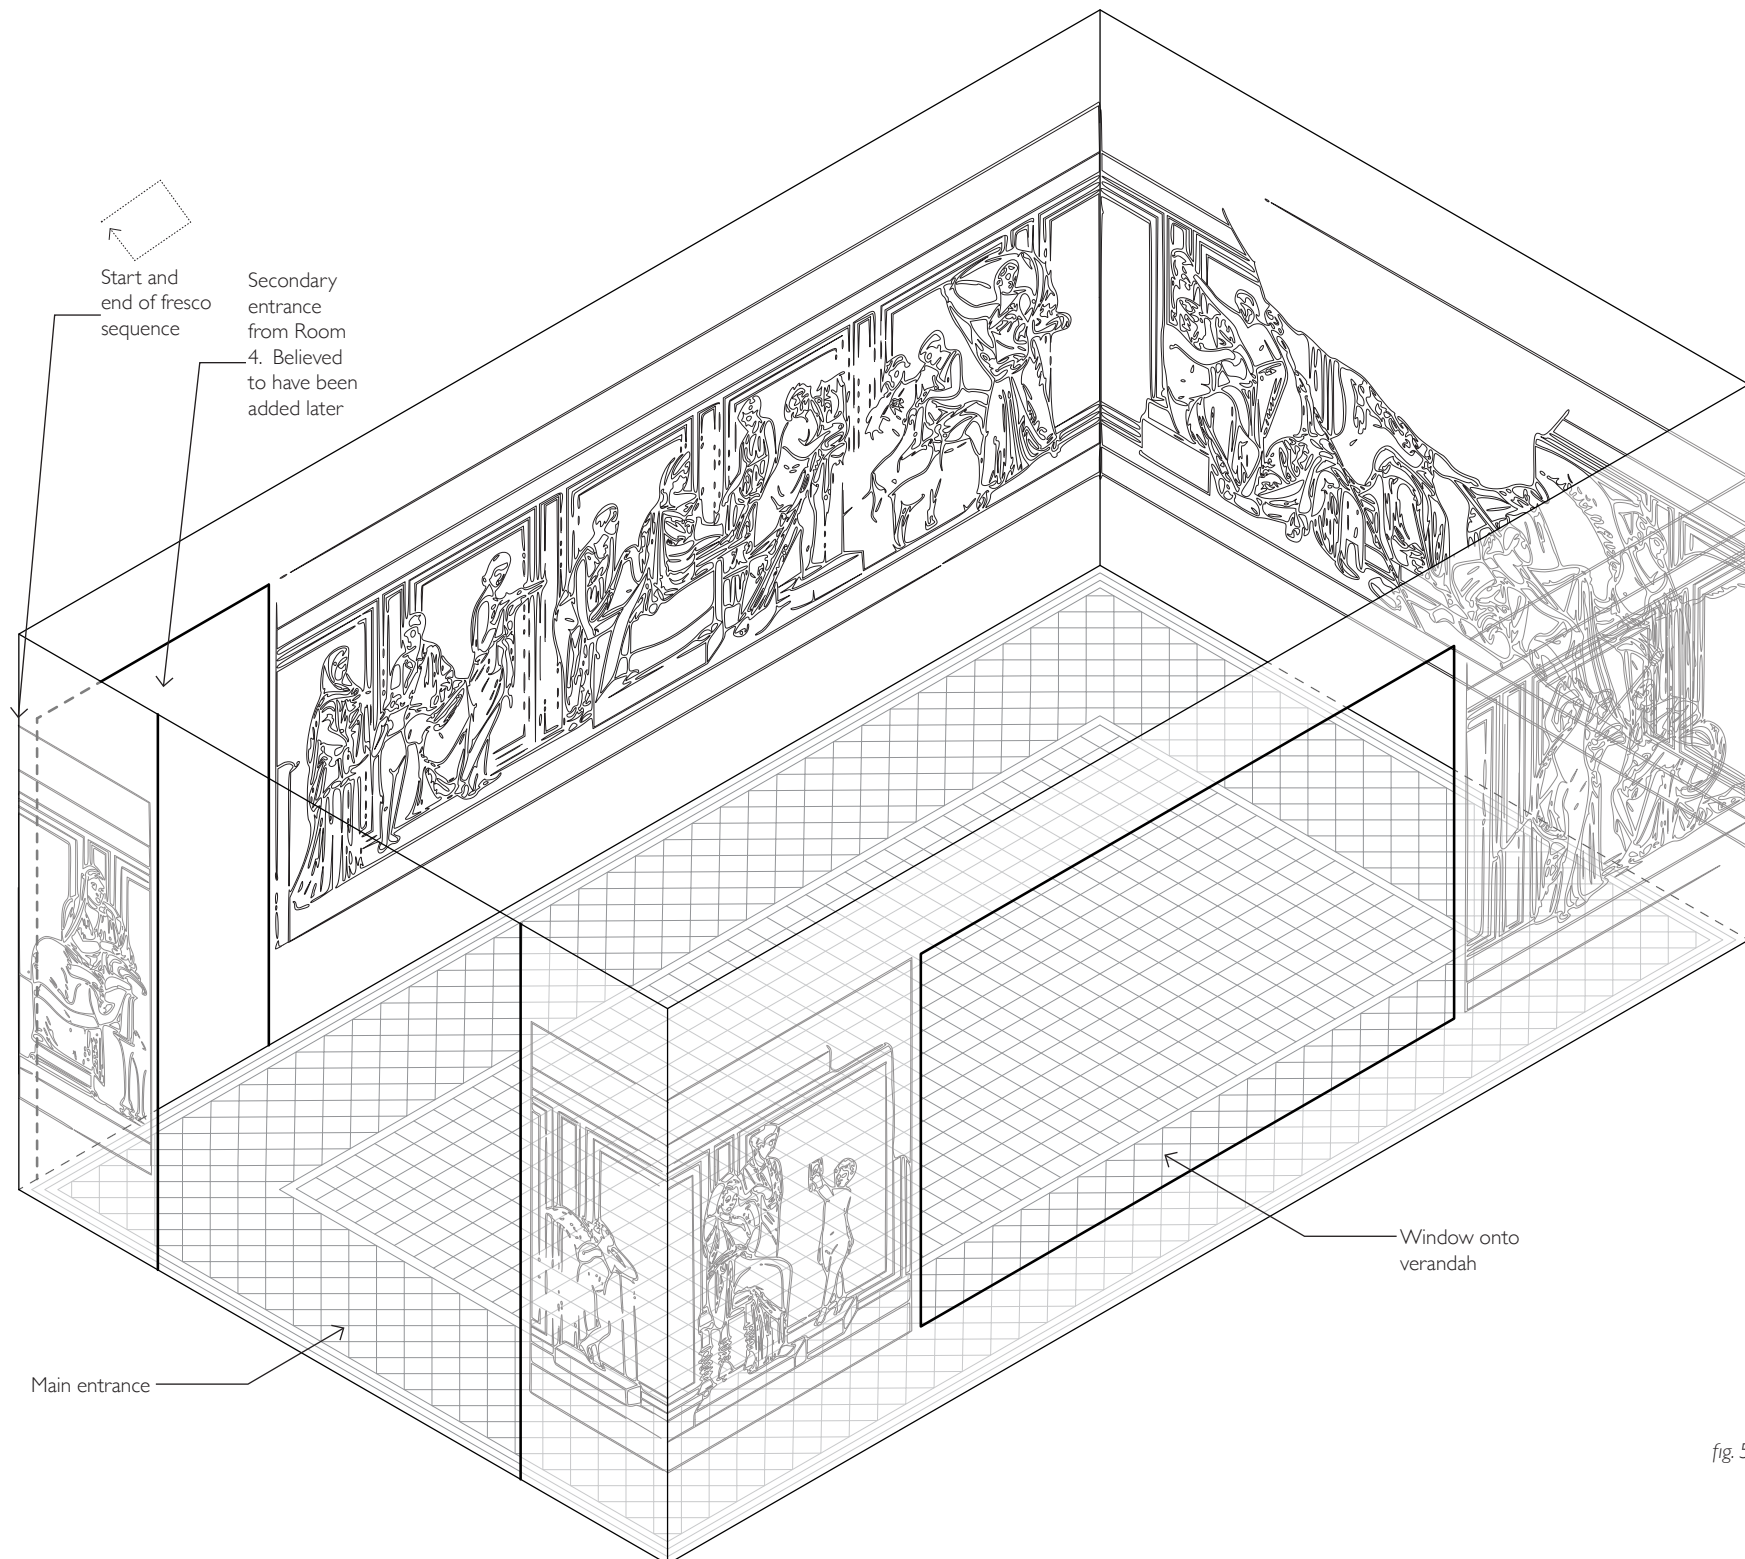 Start and
end of fresco
sequence
Secondary
entrance
from Room
4. Believed
to have been
added later
Window onto
verandah
Main entrance
fig. 5